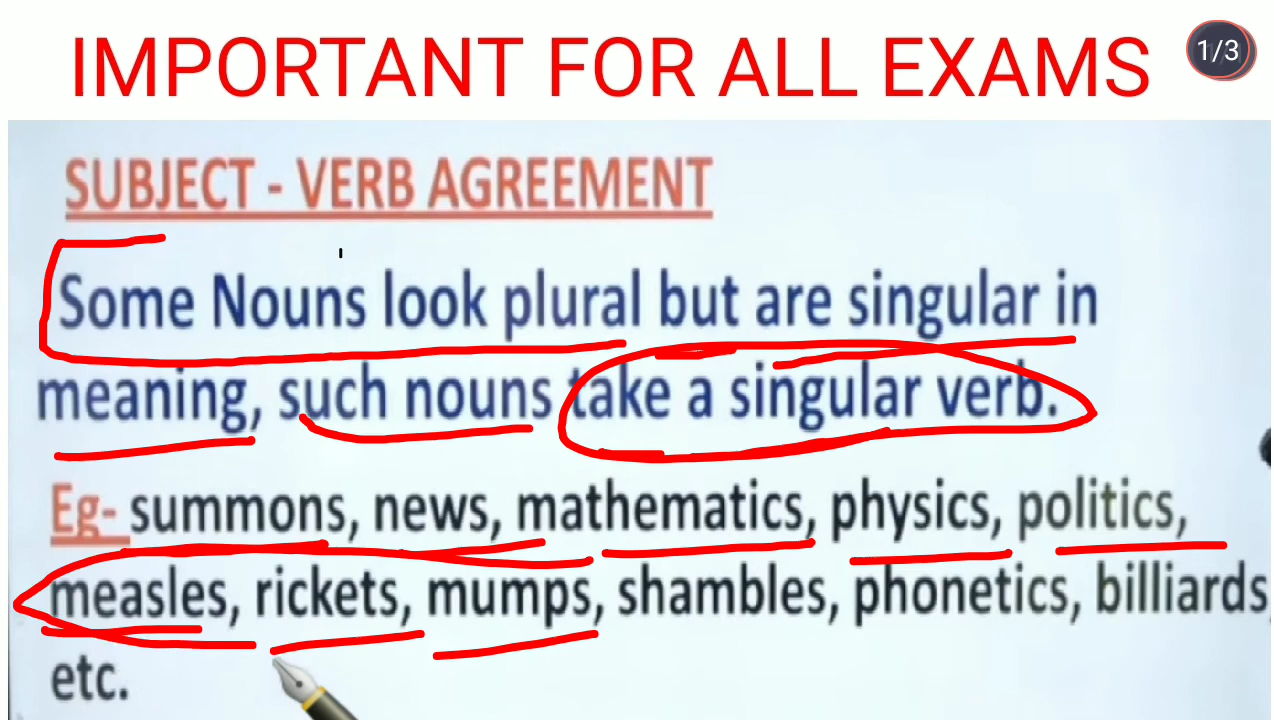 IMPORTANT FOR ALL EXAMS
1/3
SUBJECT - VERB AGREEMENT
Some Nouns look plural but are singular in
meaning, such nouns take a singular verb.
Eg- summons, news, mathematics, physics, politics,
measles, rickets, mumps, shambles, phonetics, billiards,
etc.